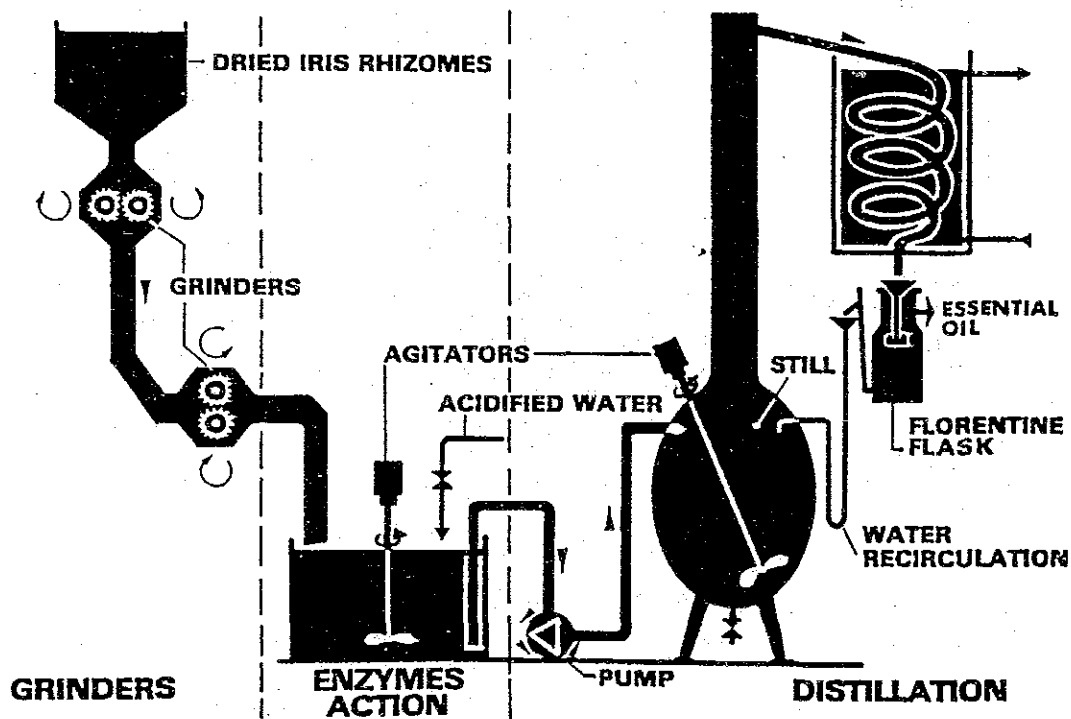 DRIED IRIS RHIZOMES
GRINDERS
AGITATORS
ACIDIFIED WATER
STILL
ESSENTIAL
OIL
FLORENTINE
FLASK
WATER
RECIRCULATION
PUMP
GRINDERS
ENZYMES
ACTION
DISTILLATION